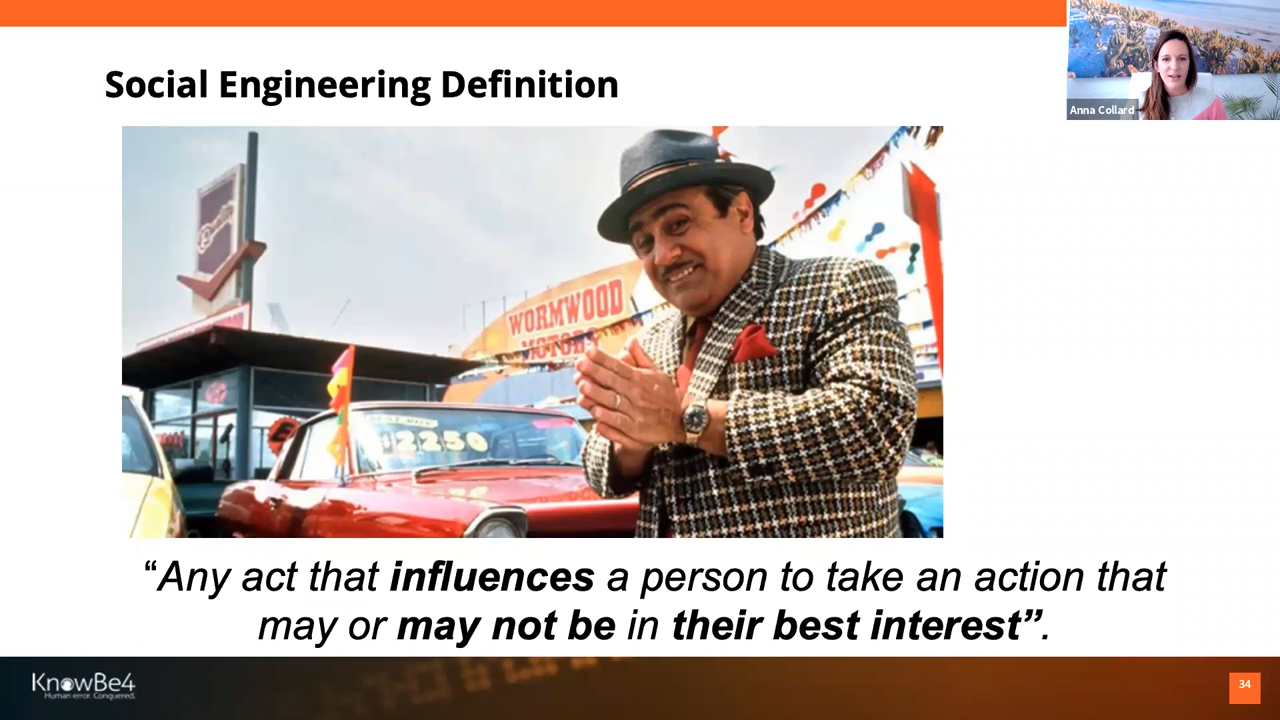 Social Engineering Definition
Anna Collard
WORMWOOD
MOTORS
$2250
“Any act that influences a person to take an action that
may or may not be in their best interest”.
KnowBe4
Human error. Conquered.
34